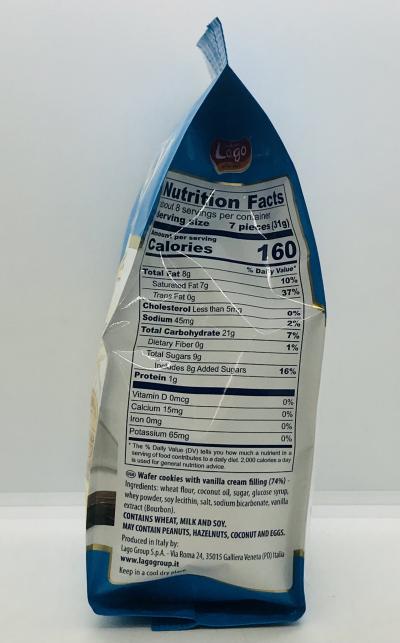 Lago
Nutrition Facts
about 8 servings per container
Serving size 7 pieces (31g)
Amount per serving
Calories 160
% Daily Value*
Total Fat 8g 10%
Saturated Fat 7g 37%
Trans Fat 0g
Cholesterol Less than 5mg 0%
Sodium 45mg 2%
Total Carbohydrate 21g 7%
Dietary Fiber 0g 1%
Total Sugars 9g
Includes 8g Added Sugars 16%
Protein 1g
Vitamin D 0mcg 0%
Calcium 15mg 0%
Iron 0mg 0%
Potassium 65mg 0%
* The % Daily Value (DV) tells you how much a nutrient in a
serving of food contributes to a daily diet. 2,000 calories a day
is used for general nutrition advice.
Wafer cookies with vanilla cream filling (74%) -
Ingredients: wheat flour, coconut oil, sugar, glucose syrup,
whey powder, soy lecithin, salt, sodium bicarbonate, vanilla
extract (Bourbon).
CONTAINS WHEAT, MILK AND SOY.
MAY CONTAIN PEANUTS, HAZELNUTS, COCONUT AND EGGS.
Produced in Italy by:
Lago Group S.p.A. - Via Roma 24, 35015 Galliera Veneta (PD) Italia
www.lagogroup.it
Keep in a cool dry place